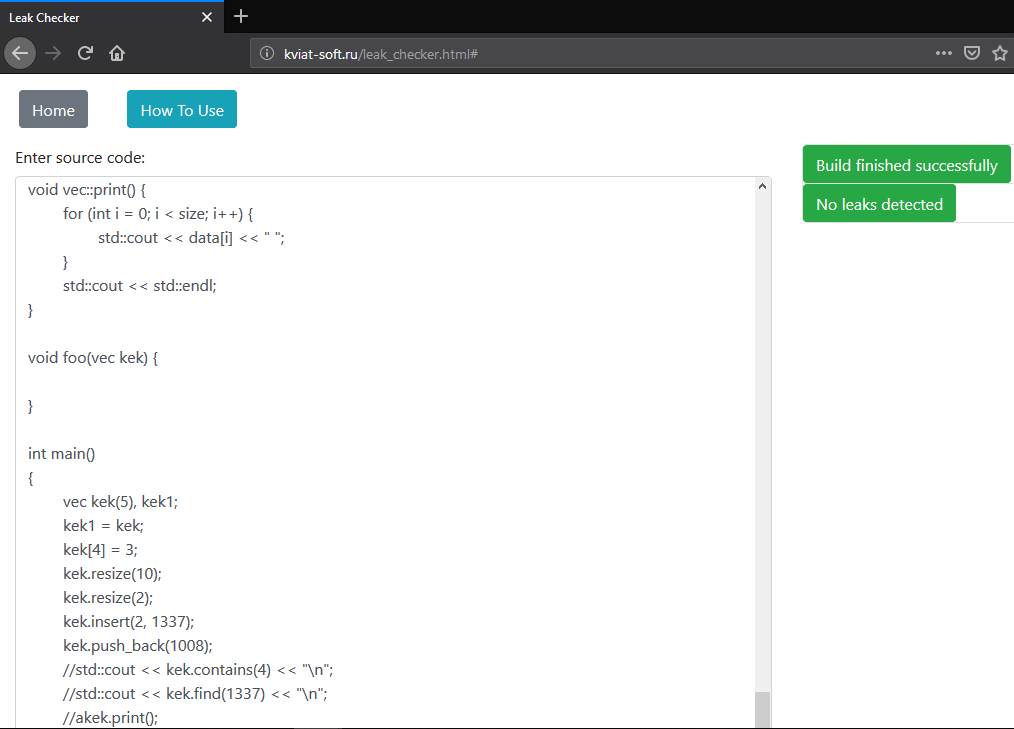 Leak Checker
kviat-soft.ru/leak_checker.html#
Home How To Use
Enter source code:
Build finished successfully
No leaks detected
void vec::print() {
for (int i = 0; i < size; i++) {
std::cout << data[i] << " ";
}
std::cout << std::endl;
}
void foo(vec kek) {
}
int main()
{
vec kek(5), kek1;
kek1 = kek;
kek[4] = 3;
kek.resize(10);
kek.resize(2);
kek.insert(2, 1337);
kek.push_back(1008);
//std::cout << kek.contains(4) << "\n";
//std::cout << kek.find(1337) << "\n";
//akek.print();